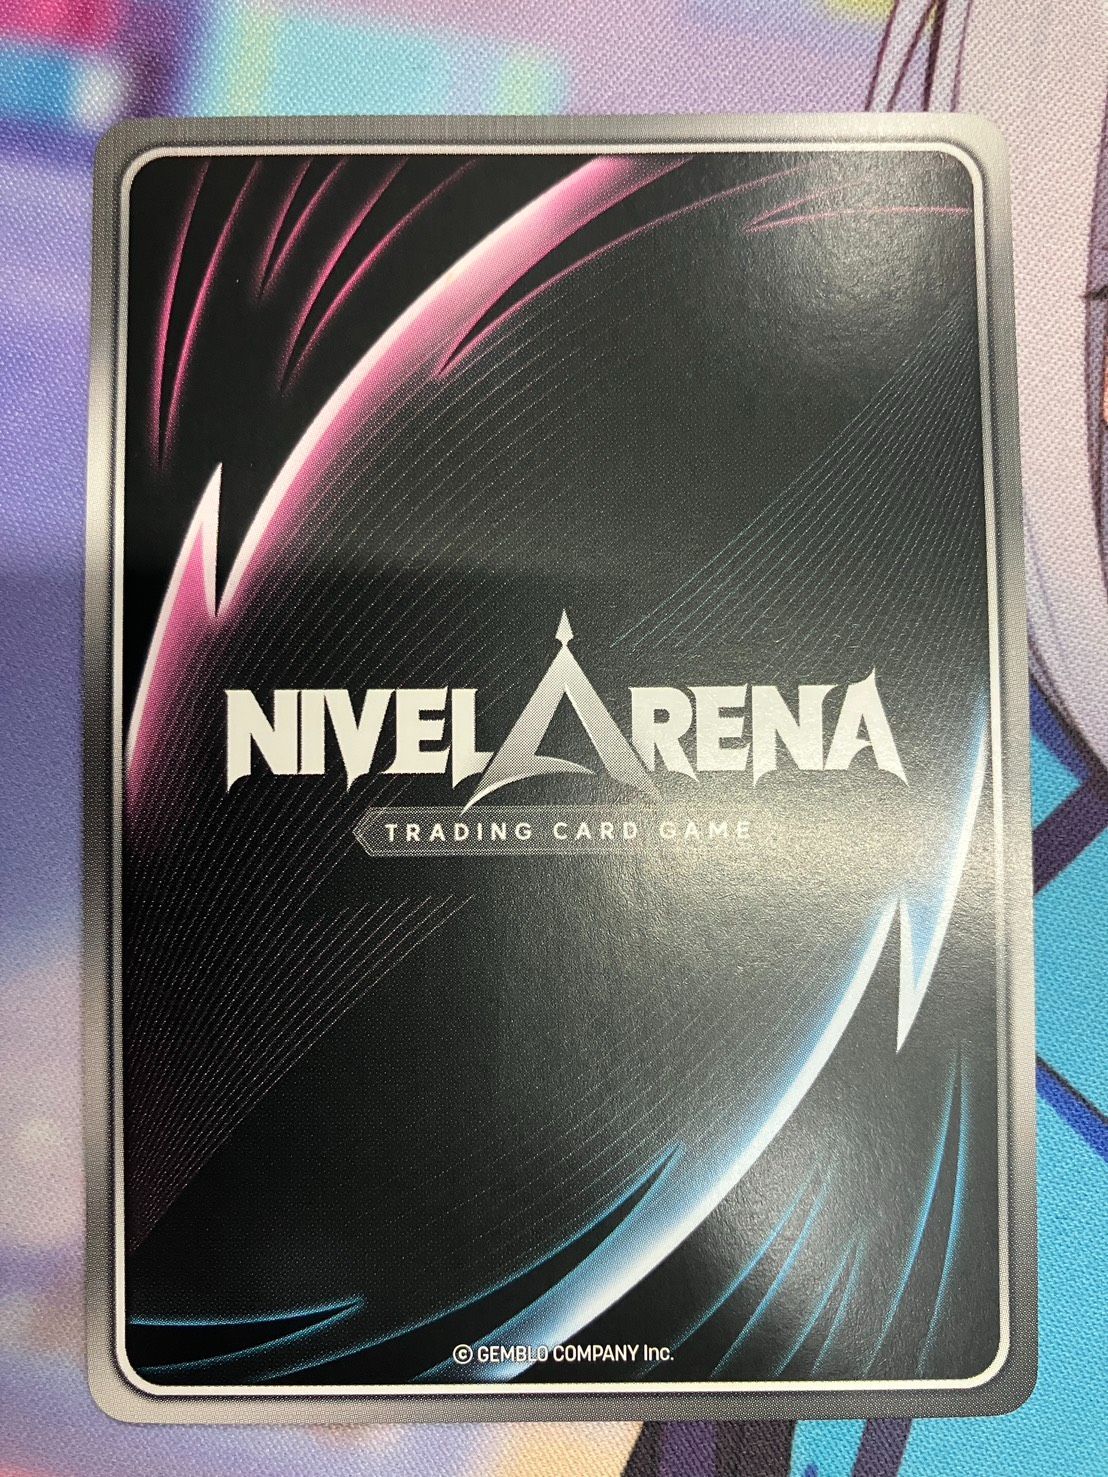 NIVEL ARENA
TRADING CARD GAME
© GEMBLO COMPANY Inc.